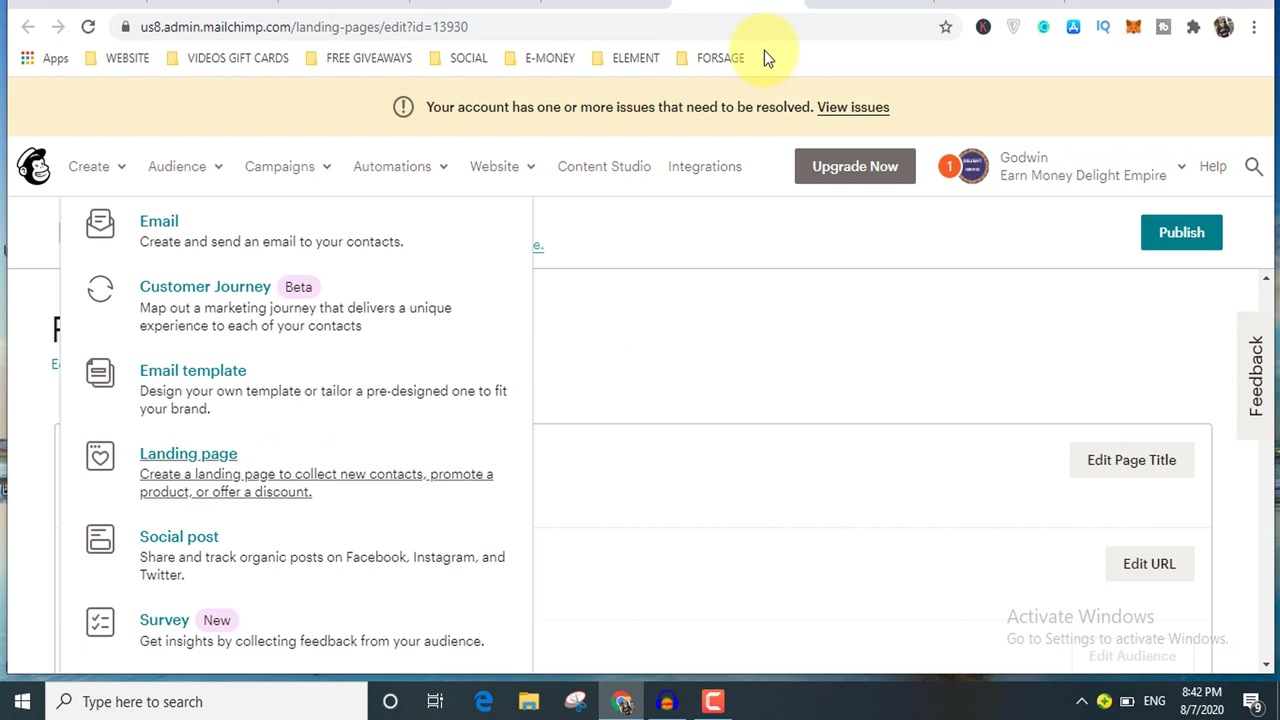 us8.admin.mailchimp.com/landing-pages/edit?id=13930
Apps WEBSITE VIDEOS GIFT CARDS FREE GIVEAWAYS SOCIAL E-MONEY ELEMENT FORSAGE
Your account has one or more issues that need to be resolved. View issues
Create Audience Campaigns Automations Website Content Studio Integrations Upgrade Now 1 Godwin Help
Earn Money Delight Empire
Email
Create and send an email to your contacts.
e.
Publish
Customer Journey Beta
Map out a marketing journey that delivers a unique
experience to each of your contacts
Email template
Design your own template or tailor a pre-designed one to fit
your brand.
Feedback
Landing page
Create a landing page to collect new contacts, promote a
product, or offer a discount.
Edit Page Title
Social post
Share and track organic posts on Facebook, Instagram, and
Twitter.
Edit URL
Survey New
Get insights by collecting feedback from your audience.
Activate Windows
Go to Settings to activate Windows.
Edit Audience
Type here to search
ENG
8:42 PM
8/7/2020
9